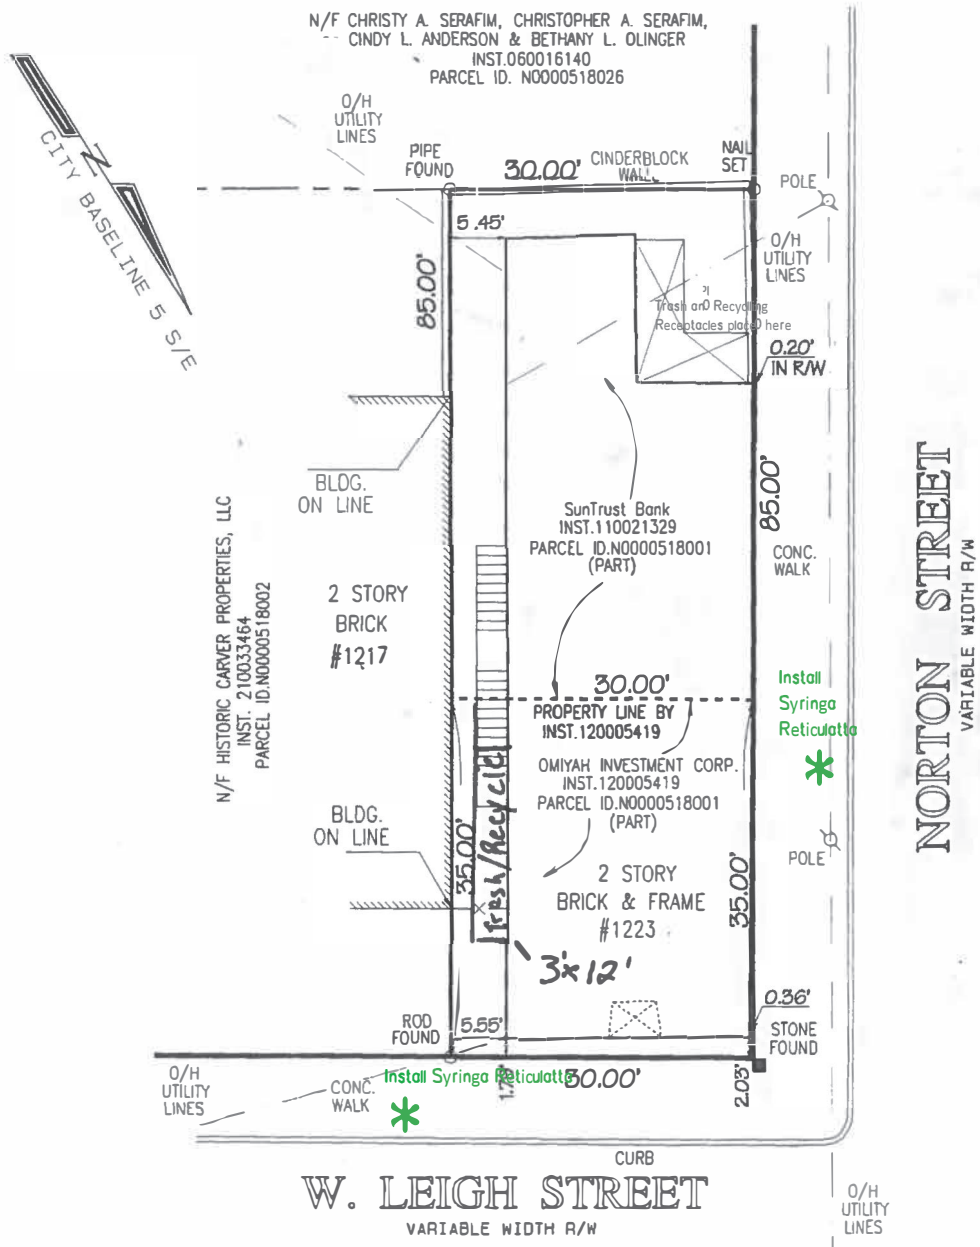 N/F CHRISTY A. SERAFIM, CHRISTOPHER A. SERAFIM,
CINDY L. ANDERSON & BETHANY L. OLINGER
INST.060016140
PARCEL ID. N0000518026
O/H
UTILITY
LINES
PIPE
FOUND
30.00'
CINDERBLOCK
WALL
NAIL
SET
POLE
CITY BASELINE 5 S/E
N
5.45'
O/H
UTILITY
LINES
85.00'
Trash and Recycling
Receptacles placed here
0.20'
IN R/W
BLDG.
ON LINE
85.00'
SunTrust Bank
INST.110021329
PARCEL ID.N0000518001
(PART)
CONC.
WALK
N/F HISTORIC CARVER PROPERTIES, LLC
INST. 210033464
PARCEL ID.N0000518002
2 STORY
BRICK
#1217
NORTON STREET
VARIABLE WIDTH R/W
30.00'
PROPERTY LINE BY
INST.120005419
Install
Syringa
Reticulatta
OMIYAH INVESTMENT CORP.
INST.120005419
PARCEL ID.N0000518001
(PART)
BLDG.
ON LINE
35.00'
Trash/Recycle
POLE
2 STORY
BRICK & FRAME
#1223
35.00'
3'x12'
0.36'
ROD
FOUND
5.55'
STONE
FOUND
O/H
UTILITY
LINES
CONC.
WALK
Install Syringa Reticulatta
30.00'
2.03'
CURB
W. LEIGH STREET
VARIABLE WIDTH R/W
O/H
UTILITY
LINES